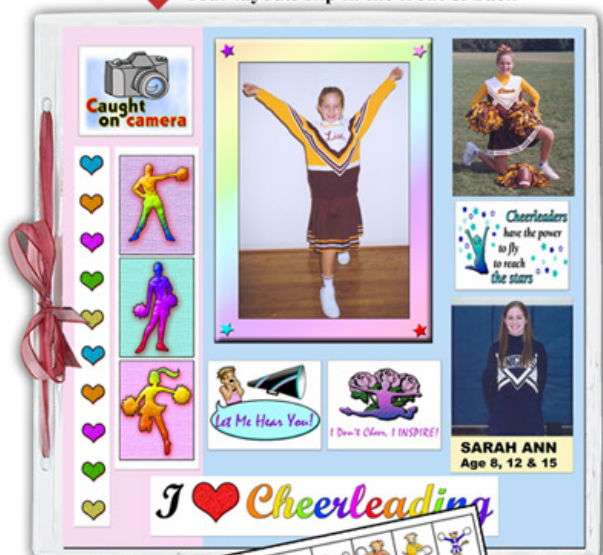 Caught
on camera
Cheerleaders
have the power
to fly
to reach
the stars
Let Me Hear You!
I Don't Cheer, I INSPIRE!
SARAH ANN
Age 8, 12 & 15
I Cheerleading